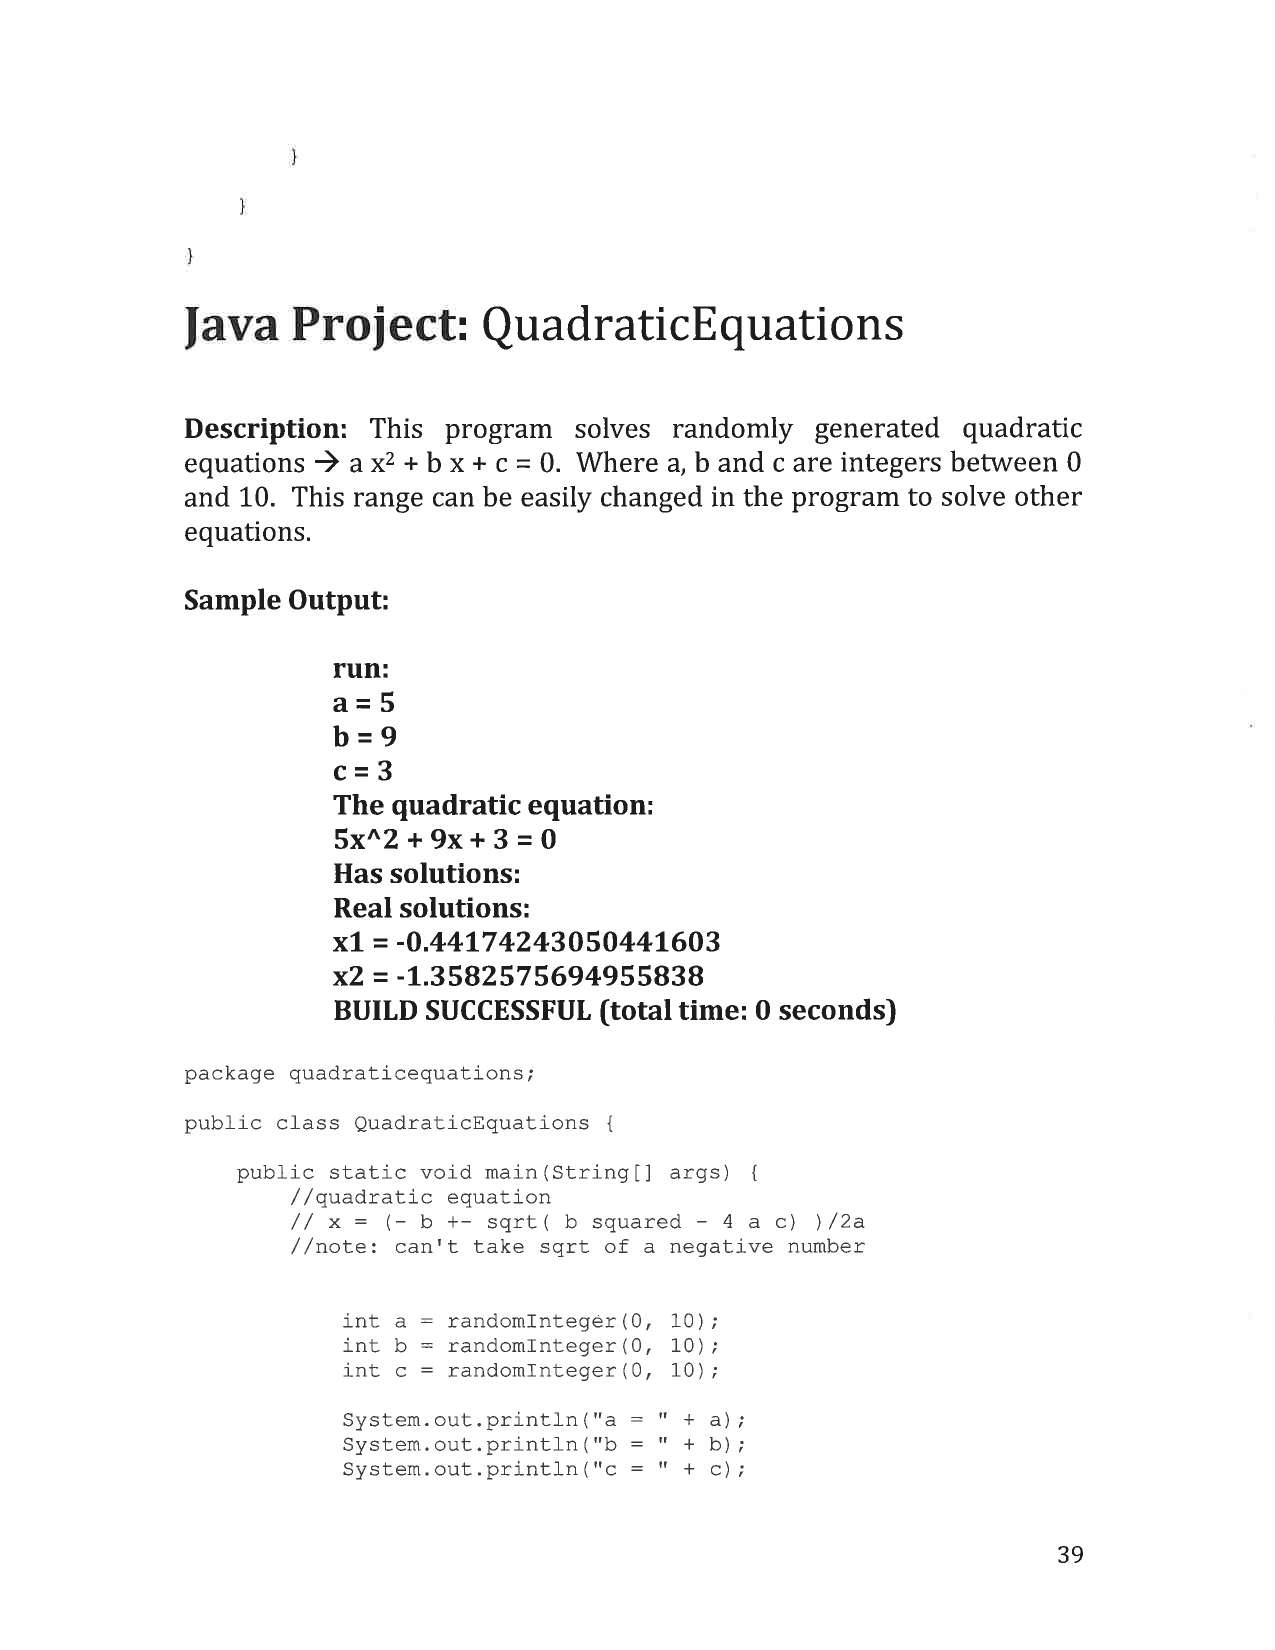 }
}
}
Java Project: QuadraticEquations
Description: This program solves randomly generated quadratic
equations → a x² + b x + c = 0. Where a, b and c are integers between 0
and 10. This range can be easily changed in the program to solve other
equations.
Sample Output:
run:
a = 5
b = 9
c = 3
The quadratic equation:
5x^2 + 9x + 3 = 0
Has solutions:
Real solutions:
x1 = -0.44174243050441603
x2 = -1.3582575694955838
BUILD SUCCESSFUL (total time: 0 seconds)
package quadraticequations;
public class QuadraticEquations {
public static void main(String[] args) {
//quadratic equation
// x = (- b +- sqrt( b squared - 4 a c) )/2a
//note: can't take sqrt of a negative number
int a = randomInteger(0, 10);
int b = randomInteger(0, 10);
int c = randomInteger(0, 10);
System.out.println("a = " + a);
System.out.println("b = " + b);
System.out.println("c = " + c);
39